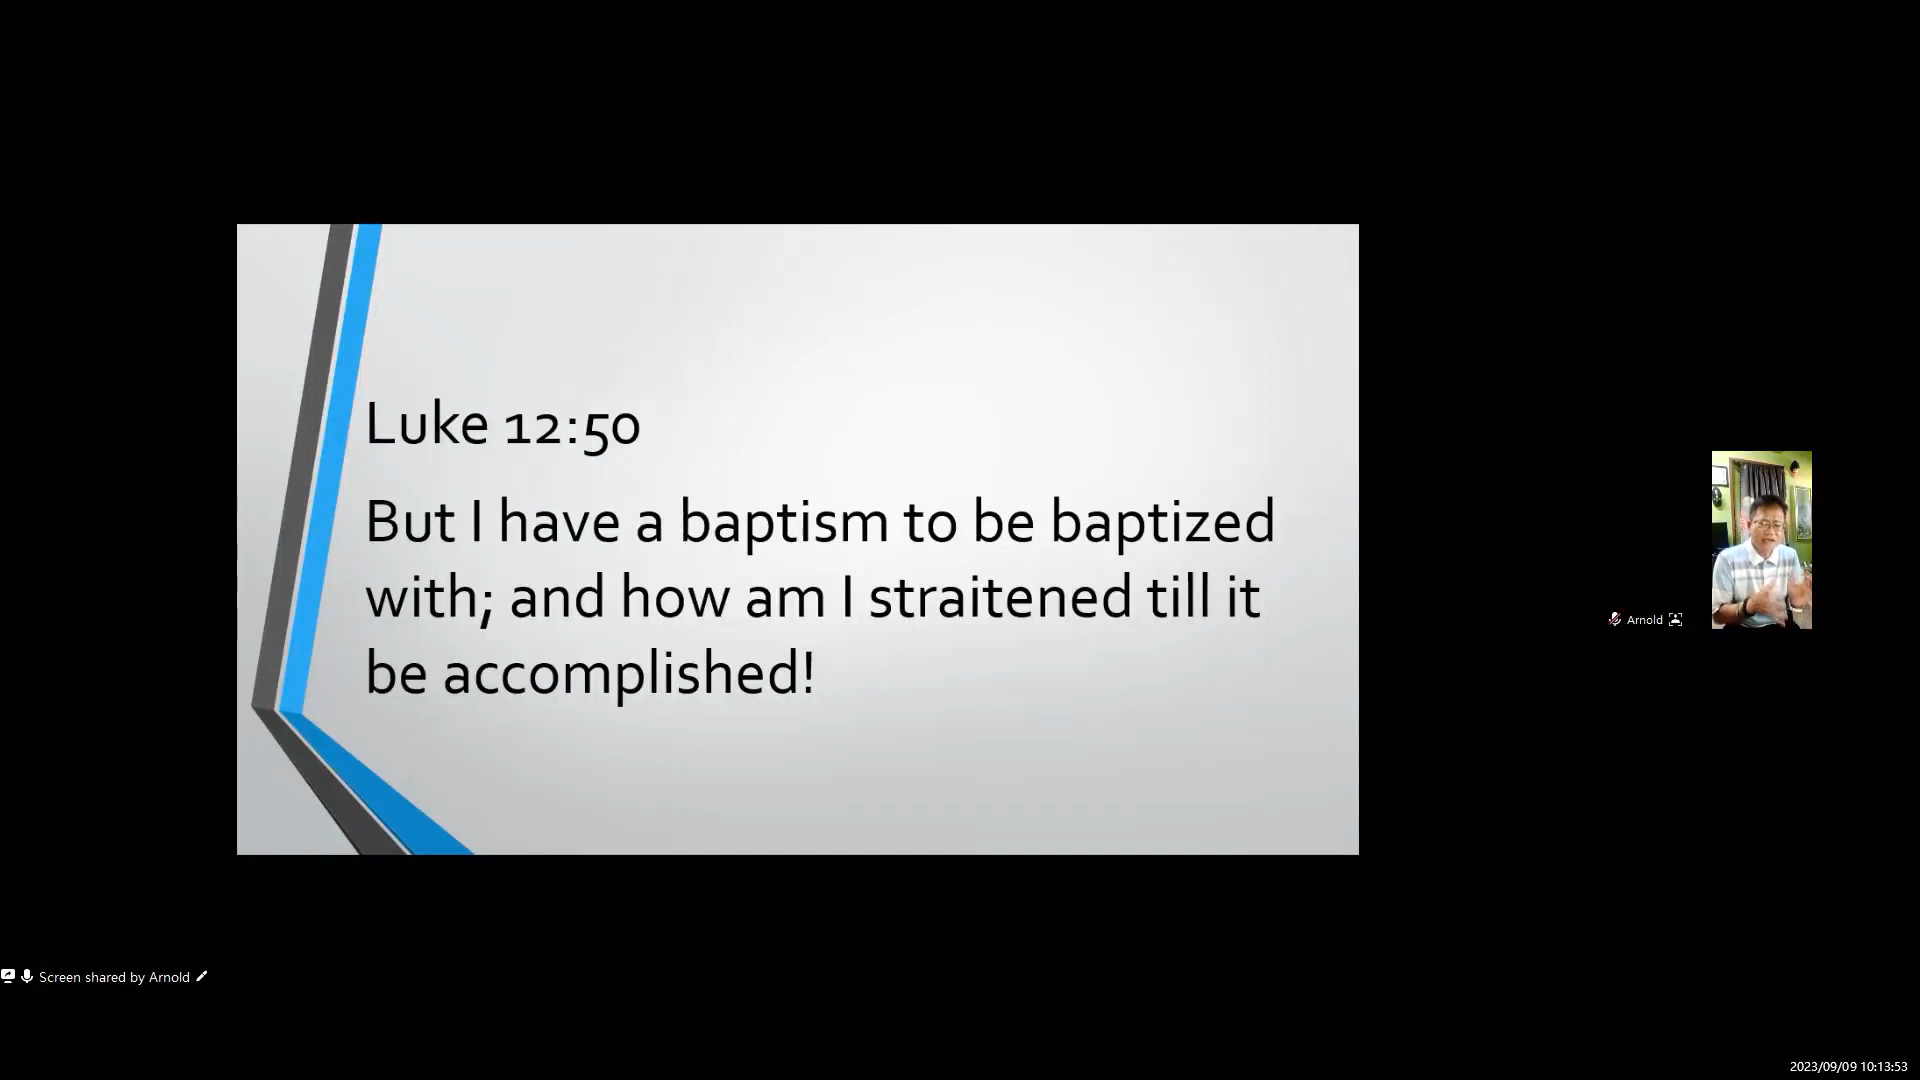 Luke 12:50
But I have a baptism to be baptized
with; and how am I straitened till it
be accomplished!
Arnold
Screen shared by Arnold
2023/09/09 10:13:53